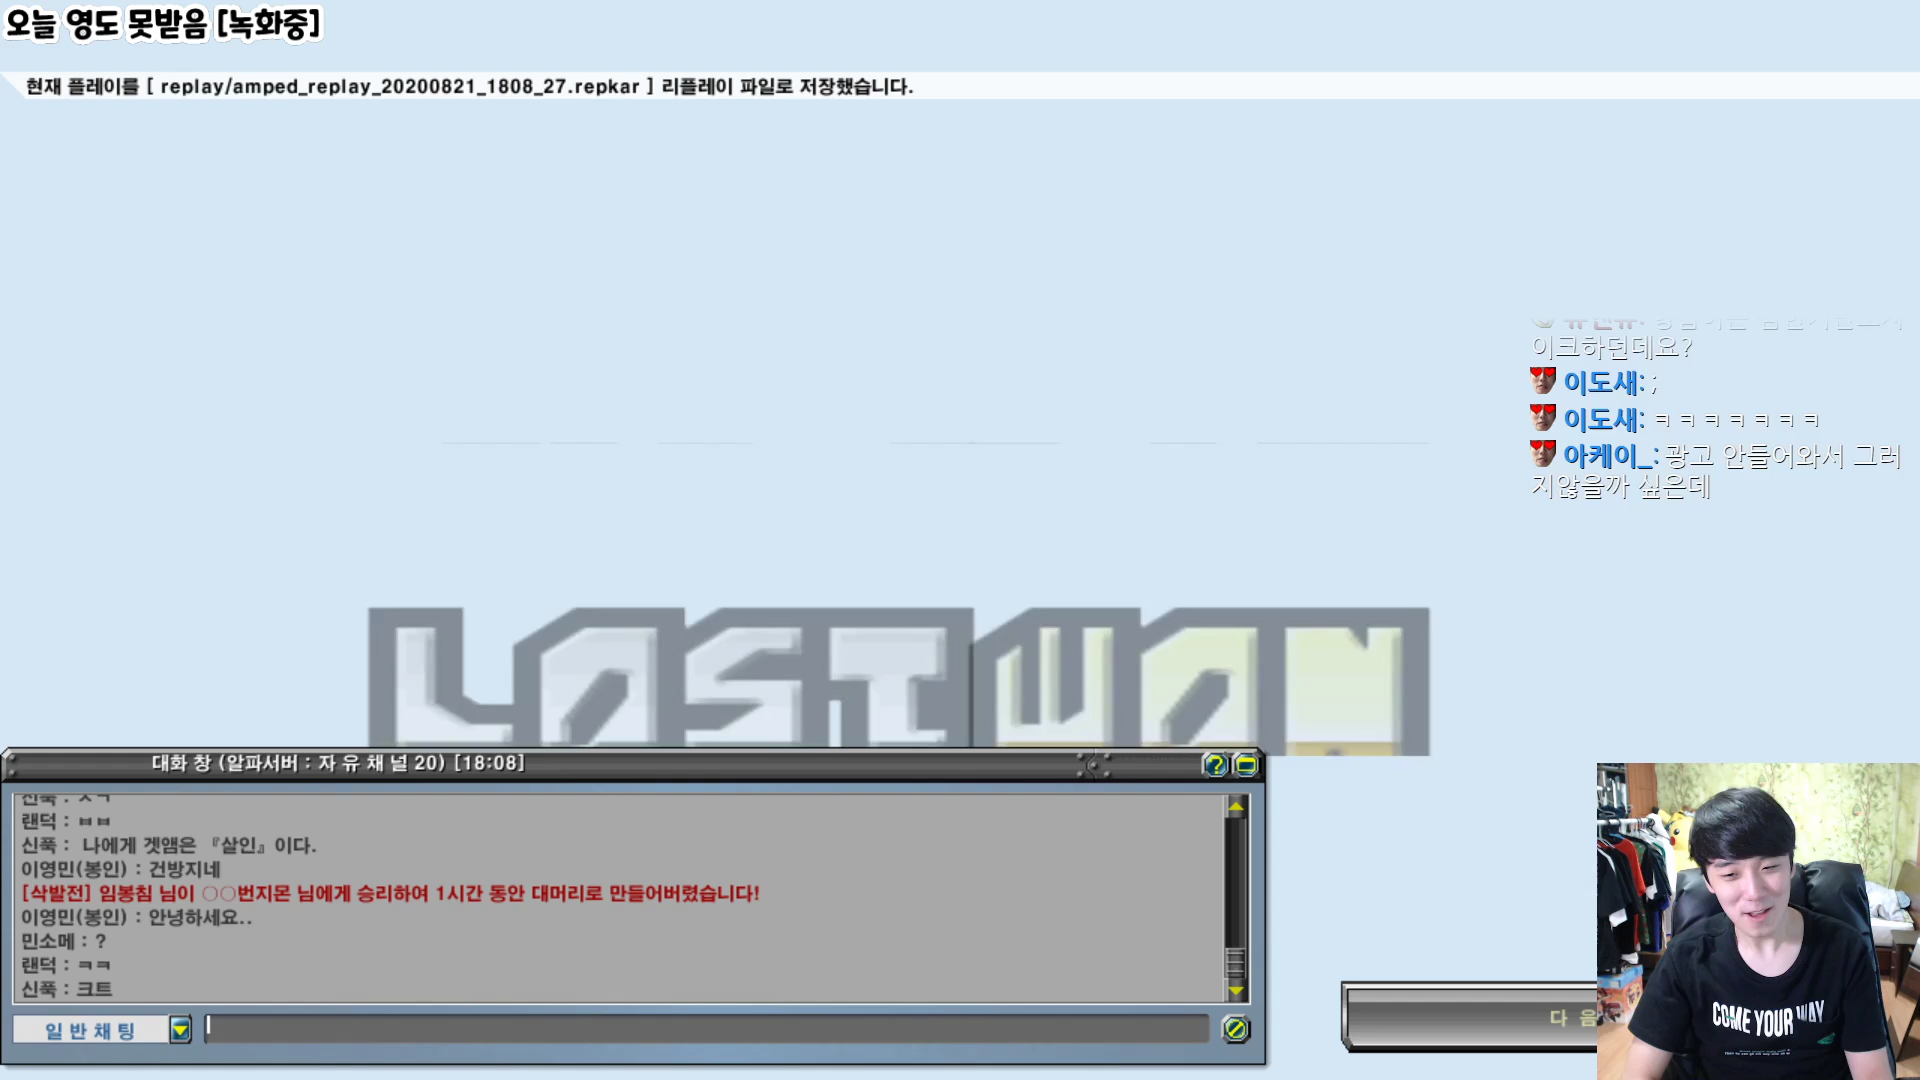 오늘 영도 못받음 [녹화중]
현재 플레이를 [ replay/amped_replay_20200821_1808_27.repkar ] 리플레이 파일로 저장했습니다.
이크하던데요?
이도새: ;
이도새: ㅋㅋㅋㅋㅋㅋㅋ
아케이_: 광고 안들어와서 그러
지않을까 싶은데
LAST MAN
대화 창 (알파서버 : 자 유 채 널 20) [18:08]
신푹 : ㅈㄱ
랜덕 : ㅂㅂ
신푹 : 나에게 겟앰은 『살인』이다.
이영민(봉인) : 건방지네
[삭발전] 임봉침 님이 ○○번지몬 님에게 승리하여 1시간 동안 대머리로 만들어버렸습니다!
이영민(봉인) : 안녕하세요..
민소메 : ?
랜덕 : ㅋㅋ
신푹 : 크트
일 반 채 팅
다 음
COME YOUR WAY